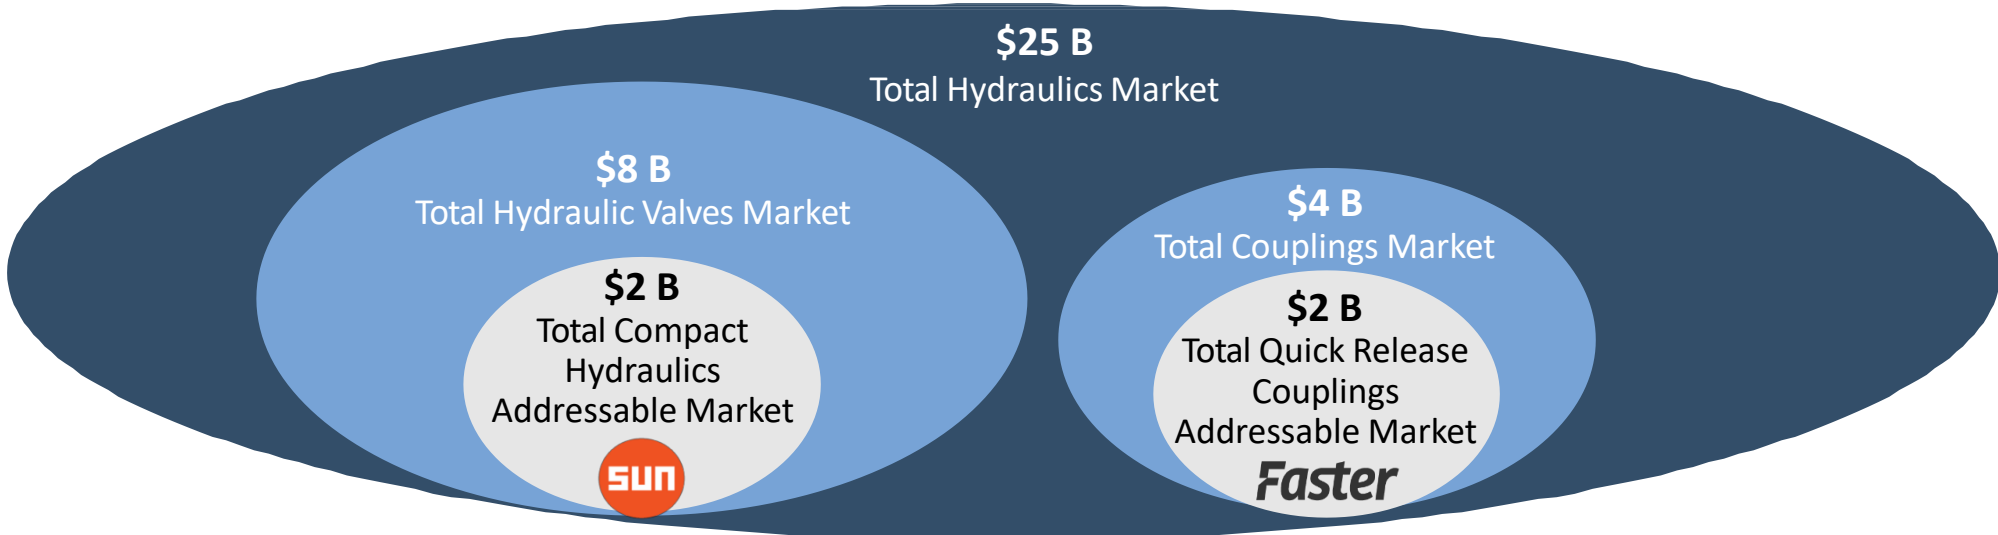 $25 B
Total Hydraulics Market
$8 B
Total Hydraulic Valves Market
$2 B
Total Compact
Hydraulics
Addressable Market
sun
$4 B
Total Couplings Market
$2 B
Total Quick Release
Couplings
Addressable Market
Faster